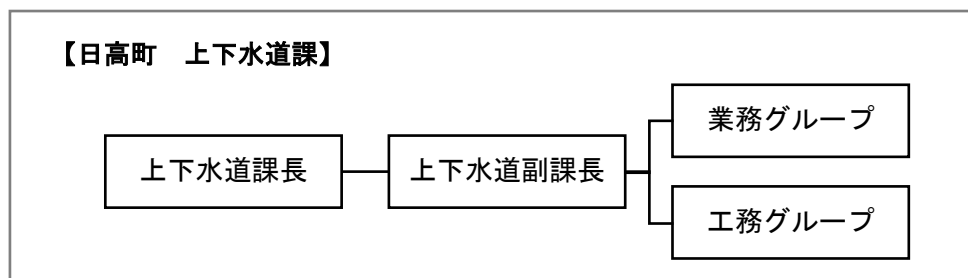 【日高町　上下水道課】
業務グループ
上下水道課長
上下水道副課長
工務グループ